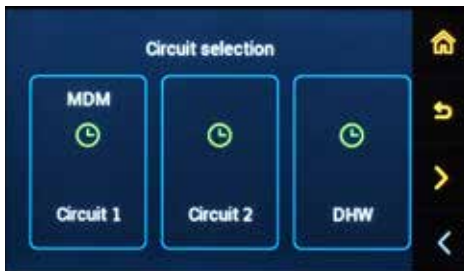 Circuit selection
MDM
Circuit 1
Circuit 2
DHW